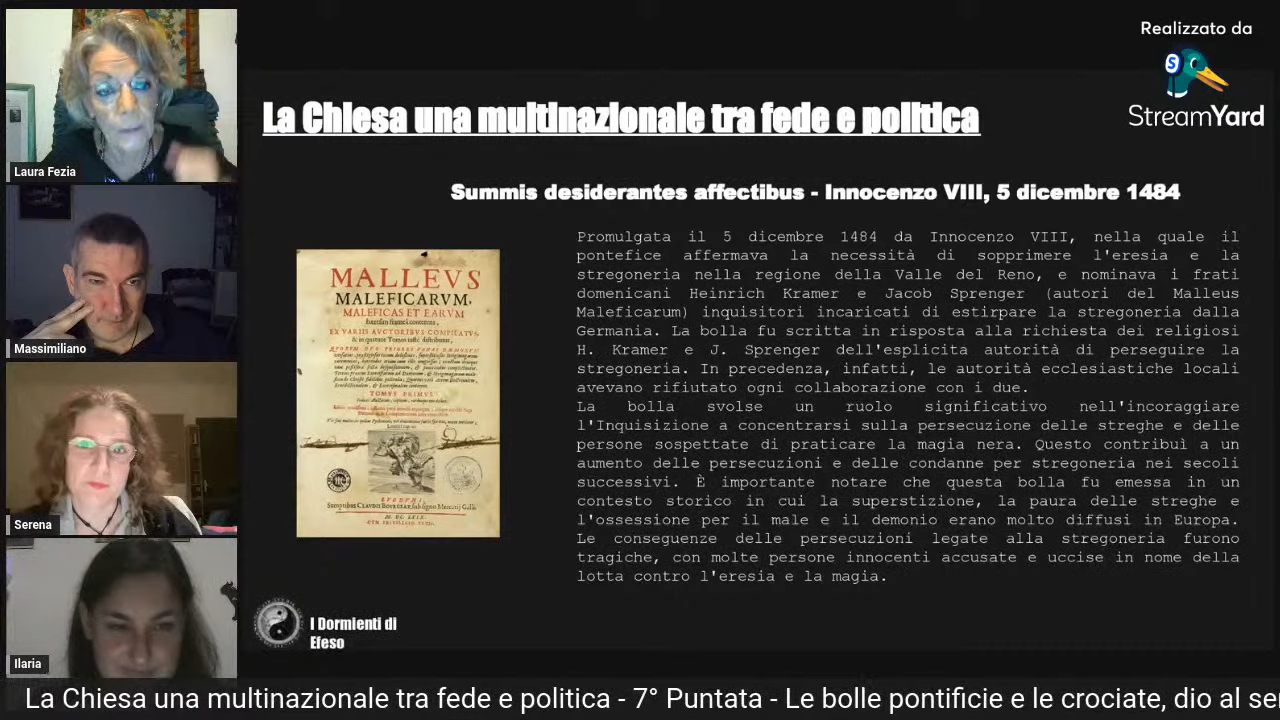 Realizzato da
StreamYard
La Chiesa una multinazionale tra fede e politica
Summis desiderantes affectibus - Innocenzo VIII, 5 dicembre 1484
Promulgata il 5 dicembre 1484 da Innocenzo VIII, nella quale il
pontefice affermava la necessità di sopprimere l'eresia e la
stregoneria nella regione della Valle del Reno, e nominava i frati
domenicani Heinrich Kramer e Jacob Sprenger (autori del Malleus
Maleficarum) inquisitori incaricati di estirpare la stregoneria dalla
Germania. La bolla fu scritta in risposta alla richiesta dei religiosi
H. Kramer e J. Sprenger dell'esplicita autorità di perseguire la
stregoneria. In precedenza, infatti, le autorità ecclesiastiche locali
avevano rifiutato ogni collaborazione con i due.
La bolla svolse un ruolo significativo nell'incoraggiare
l'Inquisizione a concentrarsi sulla persecuzione delle streghe e delle
persone sospettate di praticare la magia nera. Questo contribuì a un
aumento delle persecuzioni e delle condanne per stregoneria nei secoli
successivi. È importante notare che questa bolla fu emessa in un
contesto storico in cui la superstizione, la paura delle streghe e
l'ossessione per il male e il demonio erano molto diffusi in Europa.
Le conseguenze delle persecuzioni legate alla stregoneria furono
tragiche, con molte persone innocenti accusate e uccise in nome della
lotta contro l'eresia e la magia.
MALLEVS
MALEFICARVM,
MALEFICAS ET EARVM
EX VARIIS AVCTORIBVS COMPILATVS,
TOMVS PRIMVS
LVGDVNI,
Laura Fezia
Massimiliano
Serena
Ilaria
I Dormienti di
Efeso
La Chiesa una multinazionale tra fede e politica - 7° Puntata - Le bolle pontificie e le crociate, dio al se